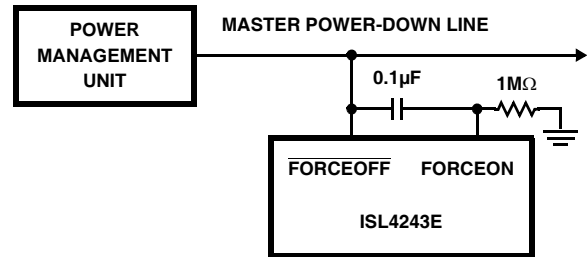 POWER
MANAGEMENT
UNIT
MASTER POWER-DOWN LINE
0.1µF
1MΩ
FORCEOFF FORCEON
ISL4243E